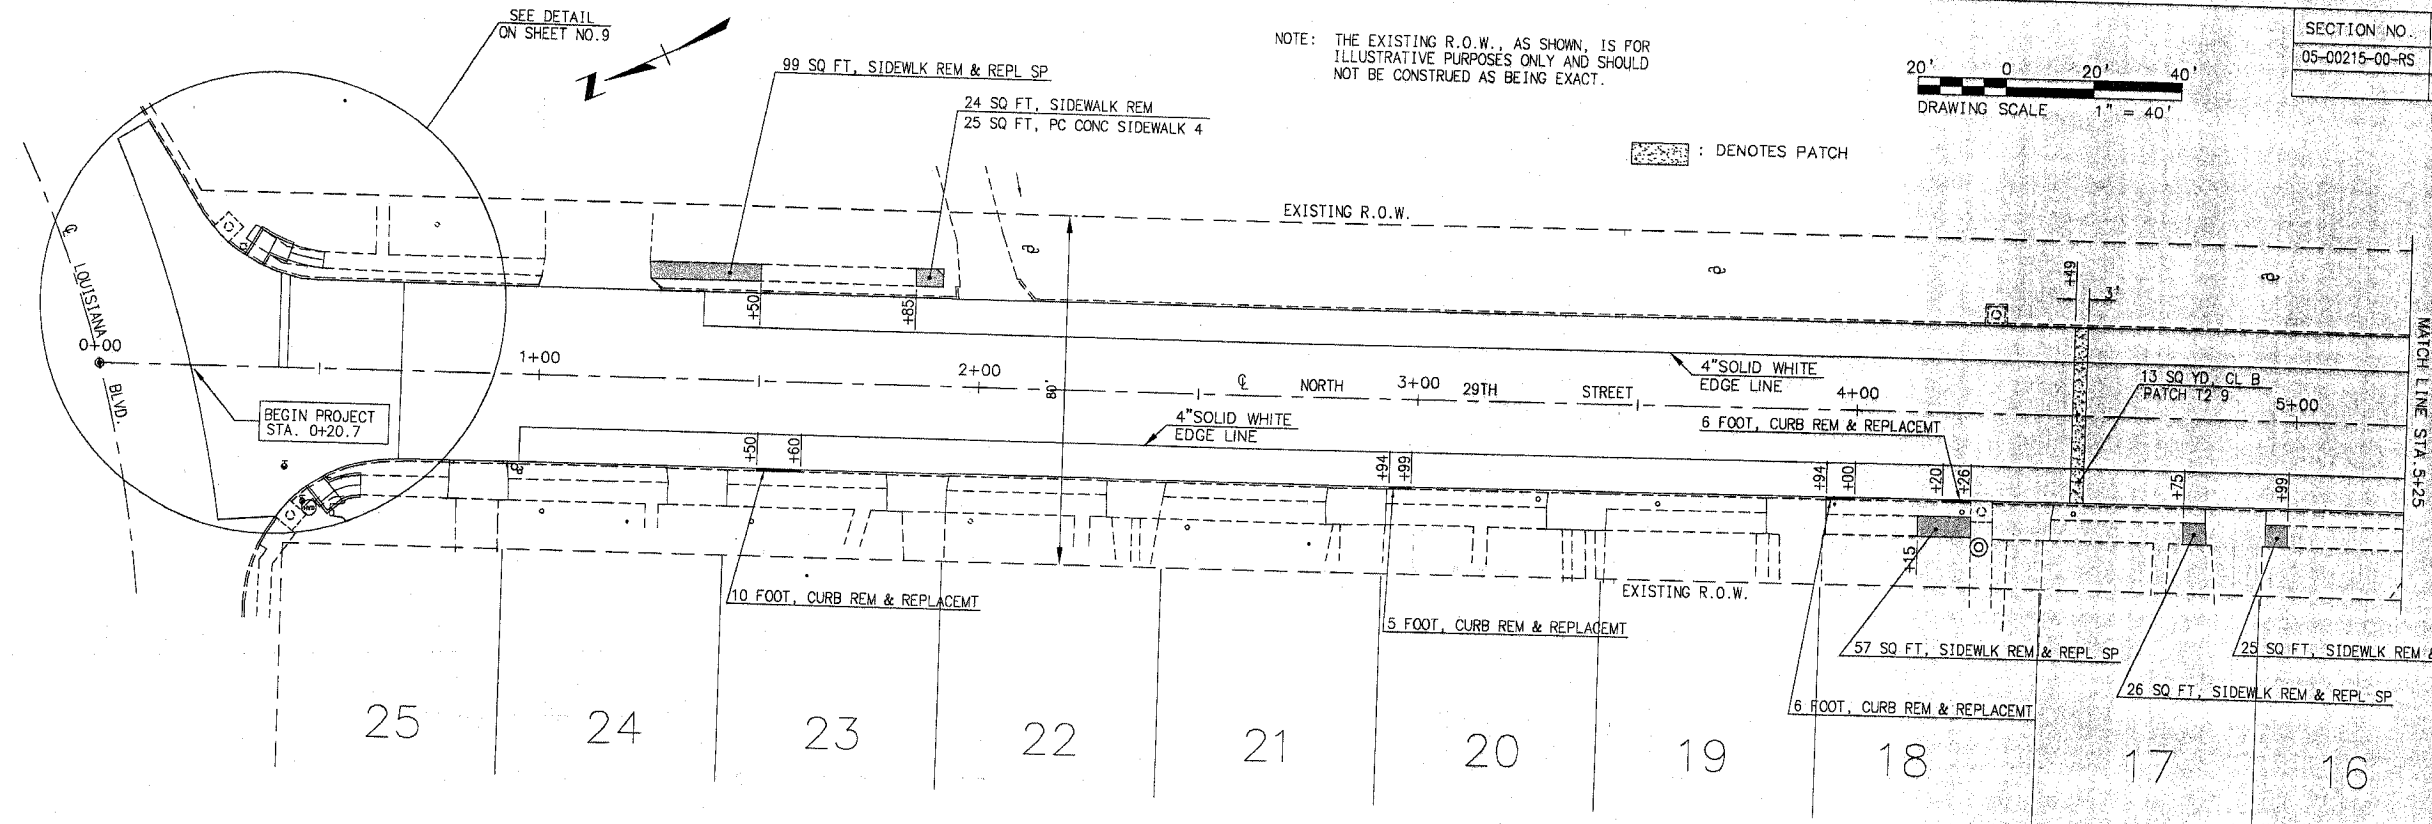 SEE DETAIL
ON SHEET NO.9
NOTE: THE EXISTING R.O.W., AS SHOWN, IS FOR
ILLUSTRATIVE PURPOSES ONLY AND SHOULD
NOT BE CONSTRUED AS BEING EXACT.
SECTION NO.
05-00215-00-RS
20' 0 20' 40'
DRAWING SCALE 1" = 40'
99 SQ FT, SIDEWLK REM & REPL SP
24 SQ FT, SIDEWALK REM
25 SQ FT, PC CONC SIDEWALK 4
: DENOTES PATCH
EXISTING R.O.W.
LOUISIANA
BLVD.
+50
+85
+49
3'
0+00
1+00
2+00
80'
NORTH
3+00
29TH
STREET
4+00
5+00
4"SOLID WHITE
EDGE LINE
13 SQ YD, CL B
PATCH T2 9
MATCH LINE STA. 5+25
BEGIN PROJECT
STA. 0+20.7
4"SOLID WHITE
EDGE LINE
6 FOOT, CURB REM & REPLACEMT
+50
+60
+94
+99
+94
+00
+20
+26
+75
+99
+15
10 FOOT, CURB REM & REPLACEMT
5 FOOT, CURB REM & REPLACEMT
EXISTING R.O.W.
57 SQ FT, SIDEWLK REM & REPL SP
25 SQ FT, SIDEWLK REM &
26 SQ FT, SIDEWLK REM & REPL SP
6 FOOT, CURB REM & REPLACEMT
25
24
23
22
21
20
19
18
17
16